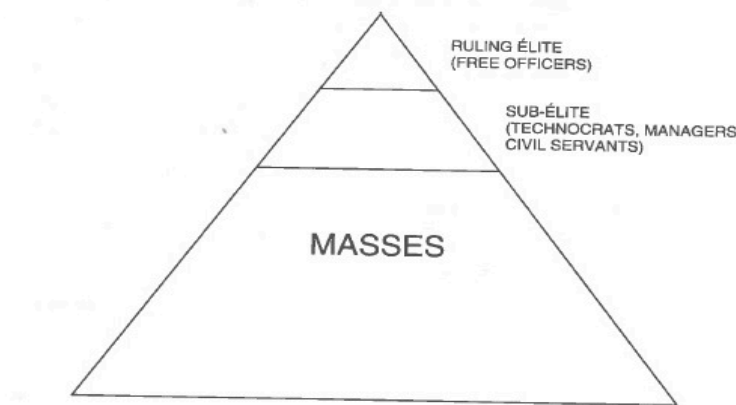 RULING ÉLITE
(FREE OFFICERS)
SUB-ÉLITE
(TECHNOCRATS, MANAGERS
CIVIL SERVANTS)
MASSES